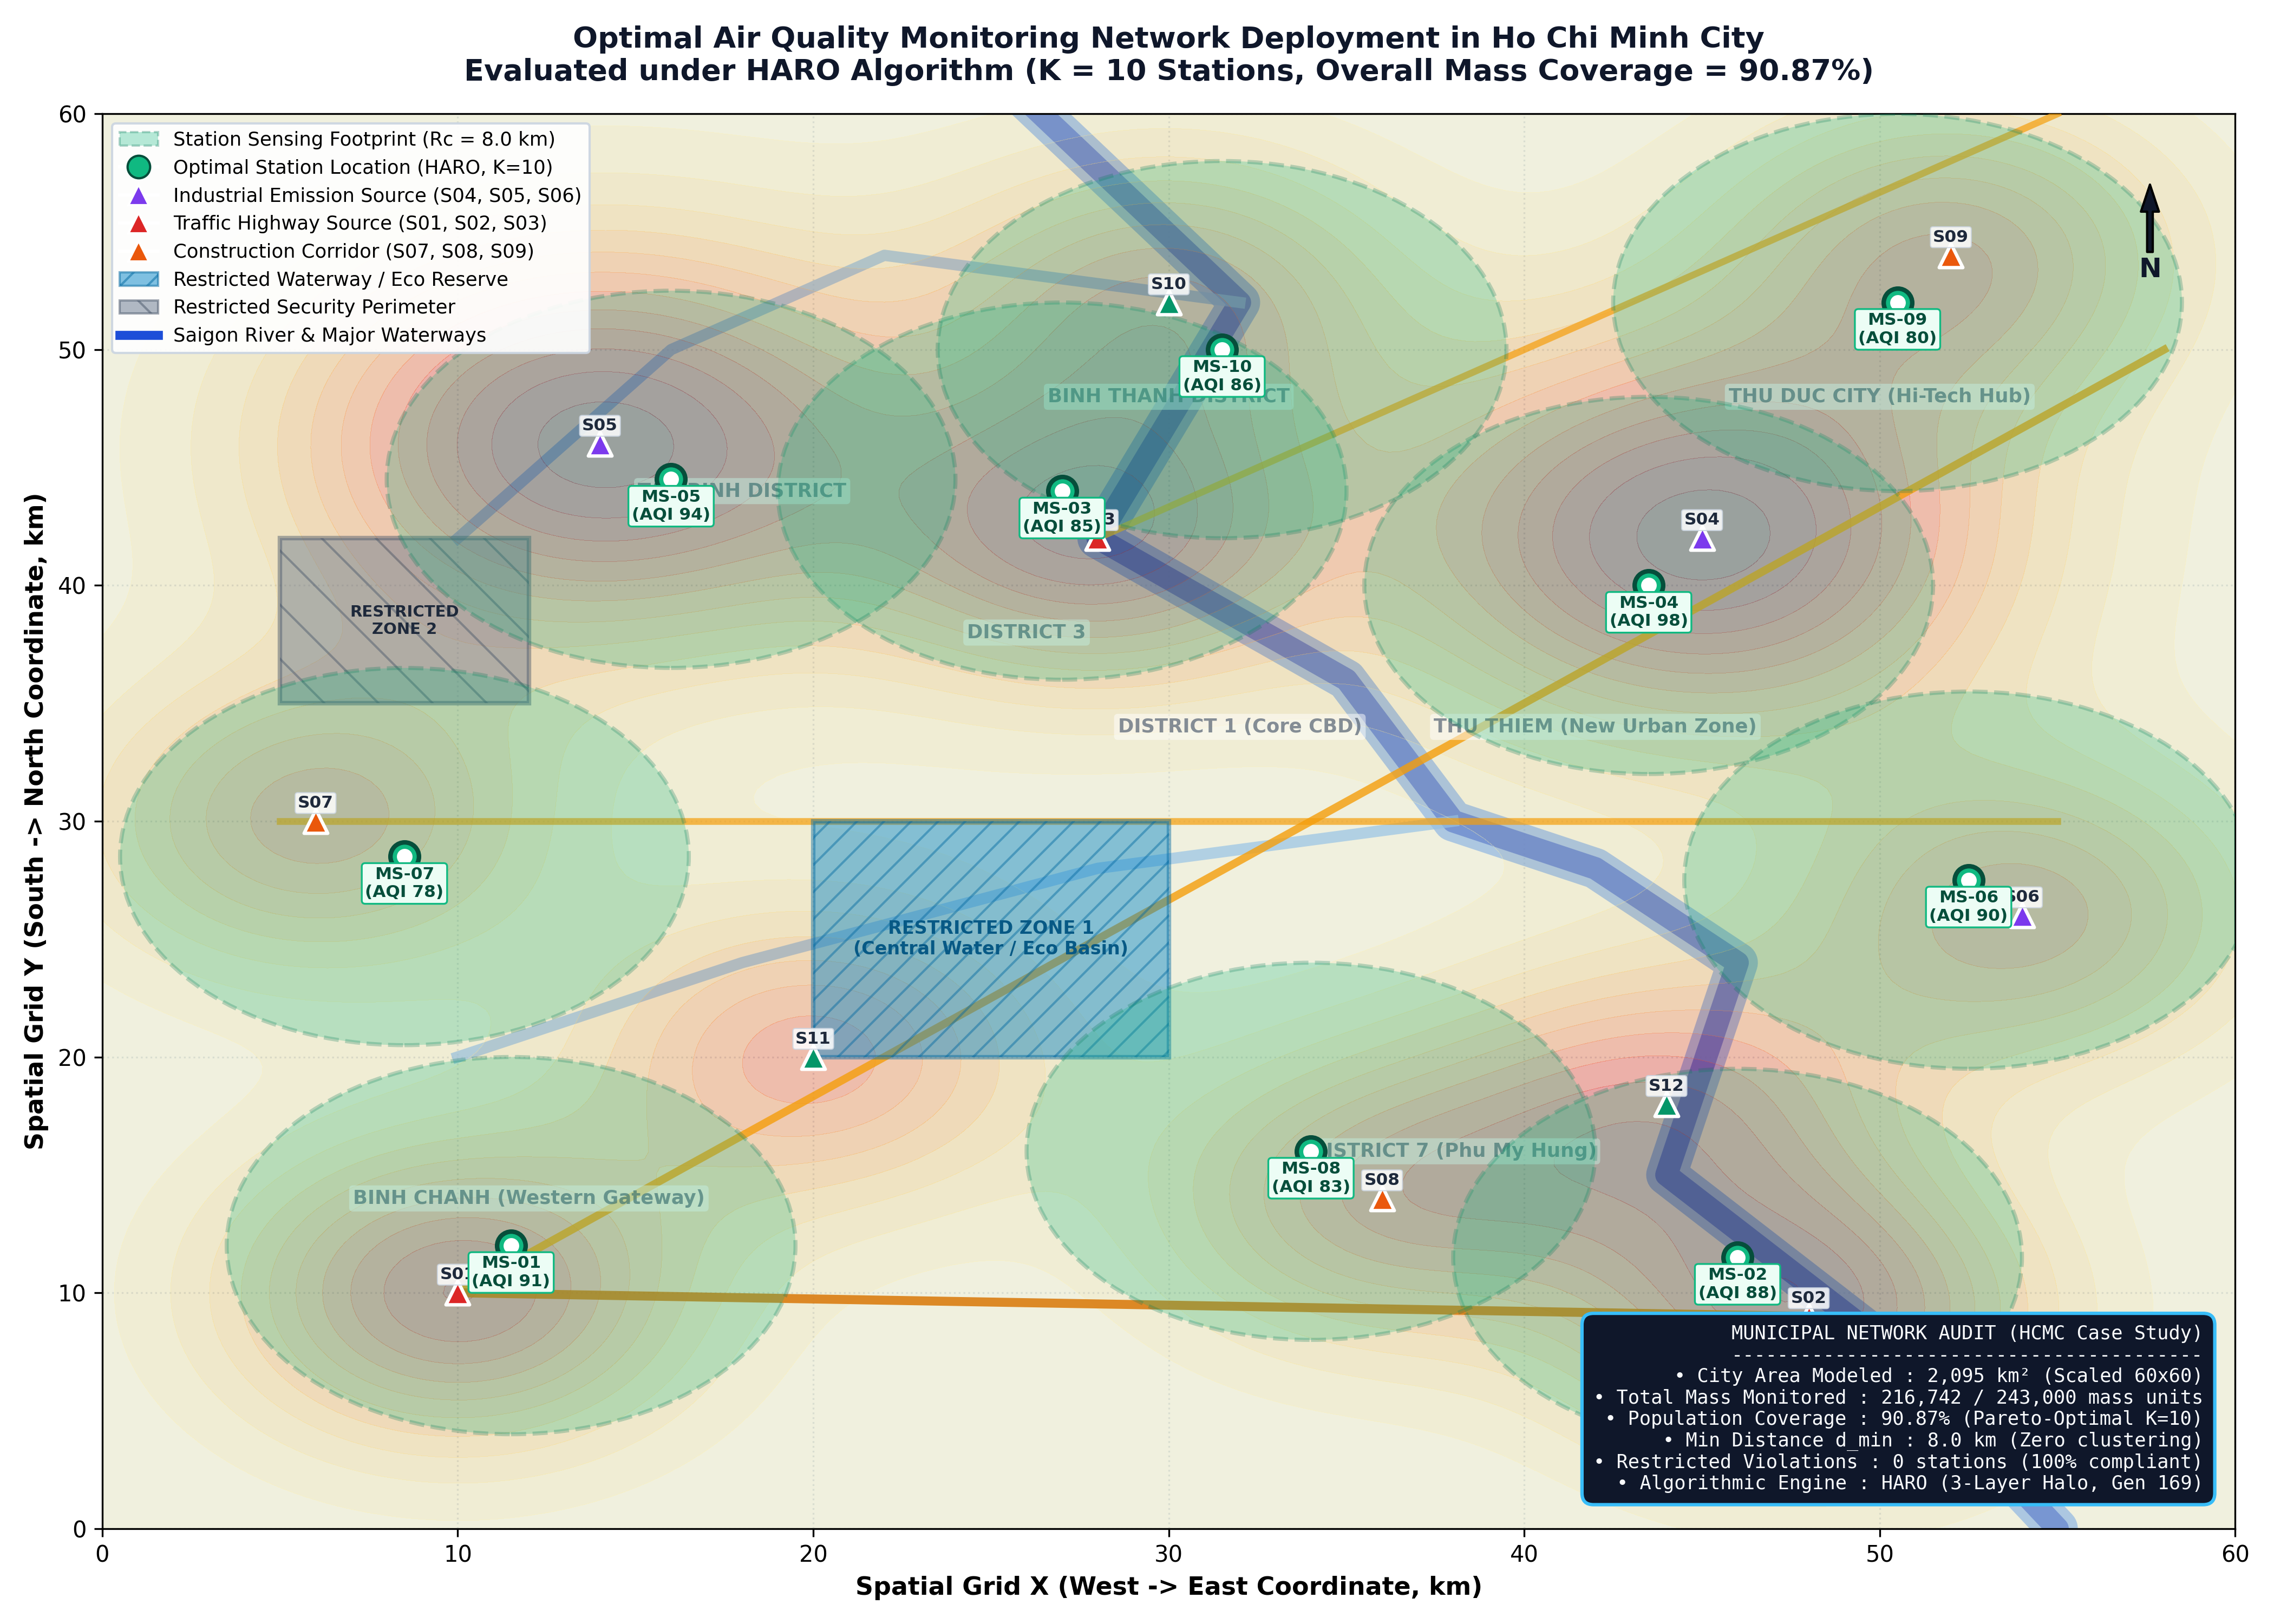 Optimal Air Quality Monitoring Network Deployment in Ho Chi Minh City
Evaluated under HARO Algorithm (K = 10 Stations, Overall Mass Coverage = 90.87%)
Station Sensing Footprint (Rc = 8.0 km)
Optimal Station Location (HARO, K=10)
Industrial Emission Source (S04, S05, S06)
Traffic Highway Source (S01, S02, S03)
Construction Corridor (S07, S08, S09)
Restricted Waterway / Eco Reserve
Restricted Security Perimeter
Saigon River & Major Waterways
N
S09
MS-09
(AQI 80)
S10
MS-10
(AQI 86)
BINH THANH DISTRICT
THU DUC CITY (Hi-Tech Hub)
S05
MS-05
(AQI 94)
BINH DISTRICT
MS-03
(AQI 85)
3
S04
MS-04
(AQI 98)
RESTRICTED
ZONE 2
DISTRICT 3
DISTRICT 1 (Core CBD)
THU THIEM (New Urban Zone)
S07
MS-07
(AQI 78)
MS-06
(AQI 90)
S06
RESTRICTED ZONE 1
(Central Water / Eco Basin)
S11
S12
MS-08
(AQI 83)
DISTRICT 7 (Phu My Hung)
S08
BINH CHANH (Western Gateway)
MS-01
(AQI 91)
S01
MS-02
(AQI 88)
S02
MUNICIPAL NETWORK AUDIT (HCMC Case Study)
-----------------------------------------
• City Area Modeled : 2,095 km² (Scaled 60x60)
• Total Mass Monitored : 216,742 / 243,000 mass units
• Population Coverage : 90.87% (Pareto-Optimal K=10)
• Min Distance d_min : 8.0 km (Zero clustering)
• Restricted Violations : 0 stations (100% compliant)
• Algorithmic Engine : HARO (3-Layer Halo, Gen 169)
60
50
40
30
20
10
0
0
10
20
30
40
50
60
Spatial Grid X (West -> East Coordinate, km)
Spatial Grid Y (South -> North Coordinate, km)